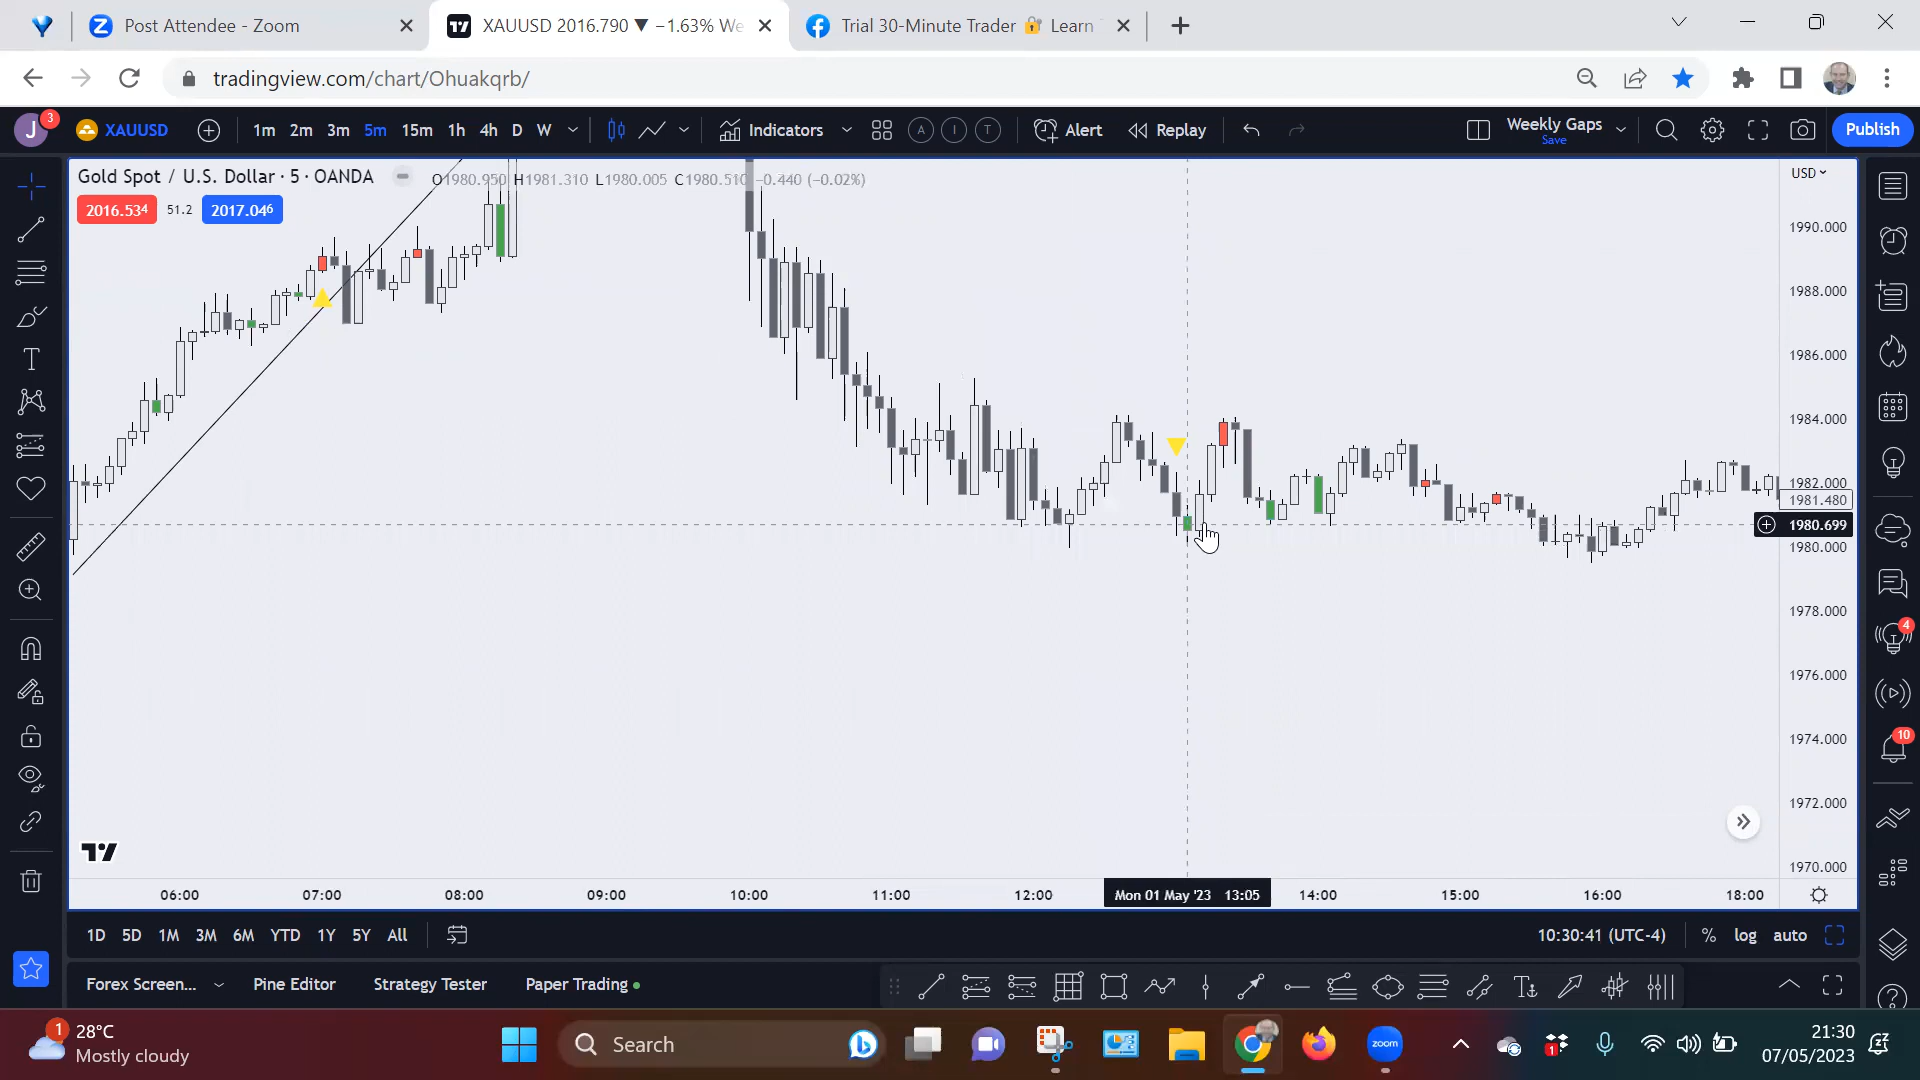 Post Attendee - Zoom
XAUUSD 2016.790 ▼ −1.63% We
Trial 30-Minute Trader 🔐 Learn
tradingview.com/chart/Ohuakqrb/
J 3 XAUUSD 1m 2m 3m 5m 15m 1h 4h D W Indicators A I T Alert Replay Weekly Gaps Save Publish
Gold Spot / U.S. Dollar · 5 · OANDA O1980.950 H1981.310 L1980.005 C1980.510 −0.440 (−0.02%)
USD
2016.534 51.2 2017.046
1990.000
1988.000
1986.000
1984.000
1982.000
1981.480
1980.699
1980.000
1978.000
1976.000
1974.000
1972.000
1970.000
4
10
06:00 07:00 08:00 09:00 10:00 11:00 12:00 Mon 01 May '23 13:05 14:00 15:00 16:00 18:00
1D 5D 1M 3M 6M YTD 1Y 5Y All 10:30:41 (UTC-4) % log auto
Forex Screen... Pine Editor Strategy Tester Paper Trading
1 28°C
Mostly cloudy
Search
zoom
1
21:30
07/05/2023